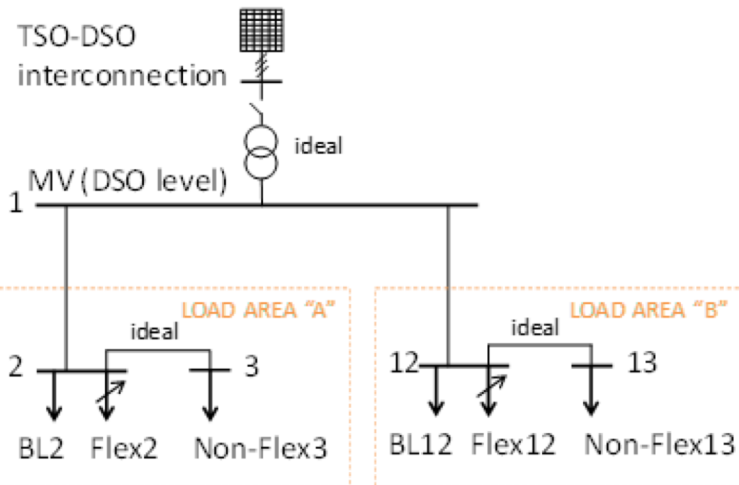 TSO-DSO
interconnection
ideal
MV (DSO level)
1
LOAD AREA "A"
LOAD AREA "B"
ideal
ideal
2
3
12
13
BL2
Flex2
Non-Flex3
BL12
Flex12
Non-Flex13